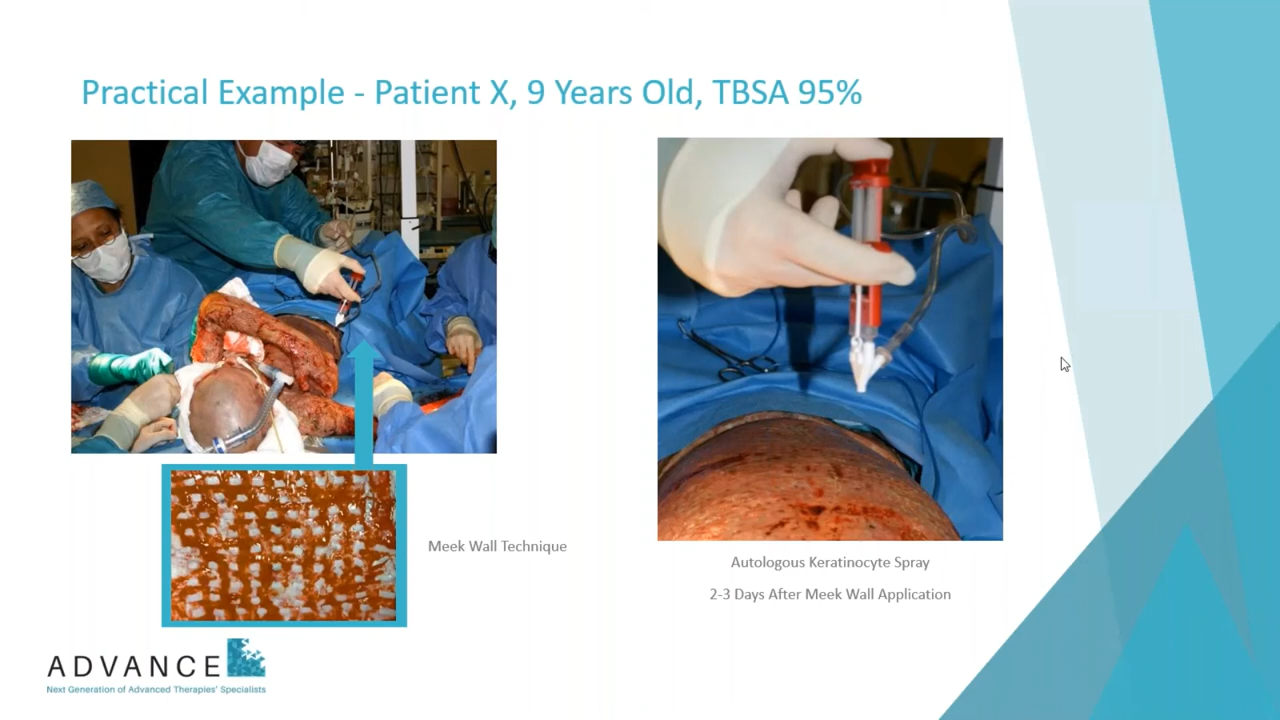 Practical Example - Patient X, 9 Years Old, TBSA 95%
Meek Wall Technique
Autologous Keratinocyte Spray
2-3 Days After Meek Wall Application
ADVANCE
Next Generation of Advanced Therapies' Specialists